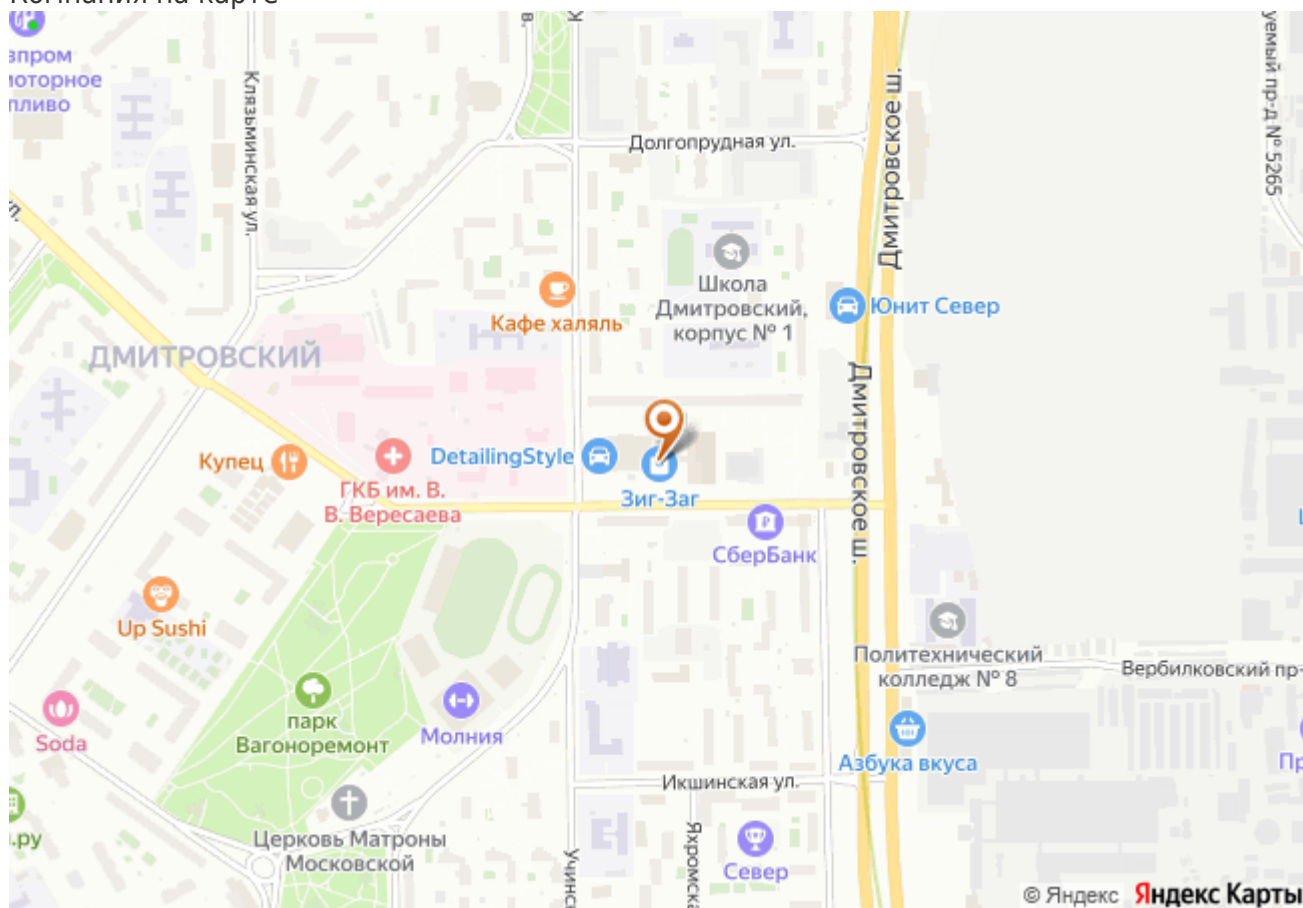 Компания на карте
зпром
моторное
пливо
Клязьминская ул.
Долгопрудная ул.
Дмитровское ш.
уемый пр-д № 5265
Школа
Дмитровский,
корпус № 1
Кафе халяль
Юнит Север
ДМИТРОВСКИЙ
Дмитровское ш.
Купец
DetailingStyle
ГКБ им. В.
В. Вересаева
Зиг-Заг
СберБанк
Up Sushi
Политехнический
колледж № 8
Вербилковский пр-
парк
Вагоноремонт
Молния
Soda
Азбука вкуса
Пр
Икшинская ул.
.ру
Церковь Матроны
Московской
Учинс
Яхромска
Север
© Яндекс Яндекс Карты